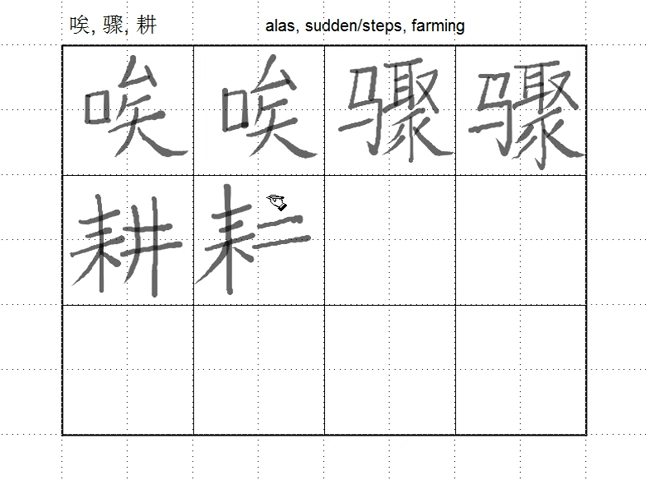 唉, 骤, 耕 alas, sudden/steps, farming
唉 唉 骤 骤
耕